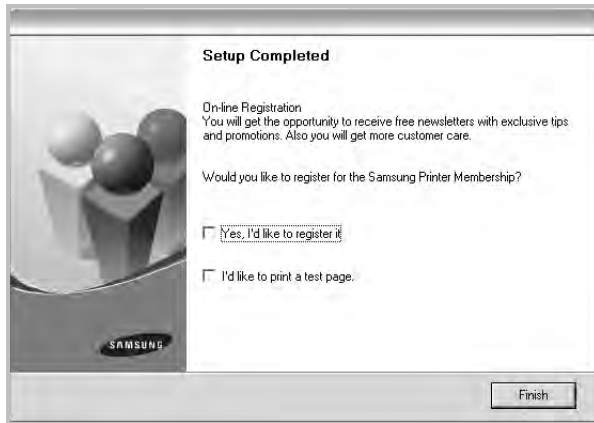 Setup Completed
On-line Registration
You will get the opportunity to receive free newsletters with exclusive tips
and promotions. Also you will get more customer care.
Would you like to register for the Samsung Printer Membership?
Yes, I'd like to register it
I'd like to print a test page.
SAMSUNG
Finish